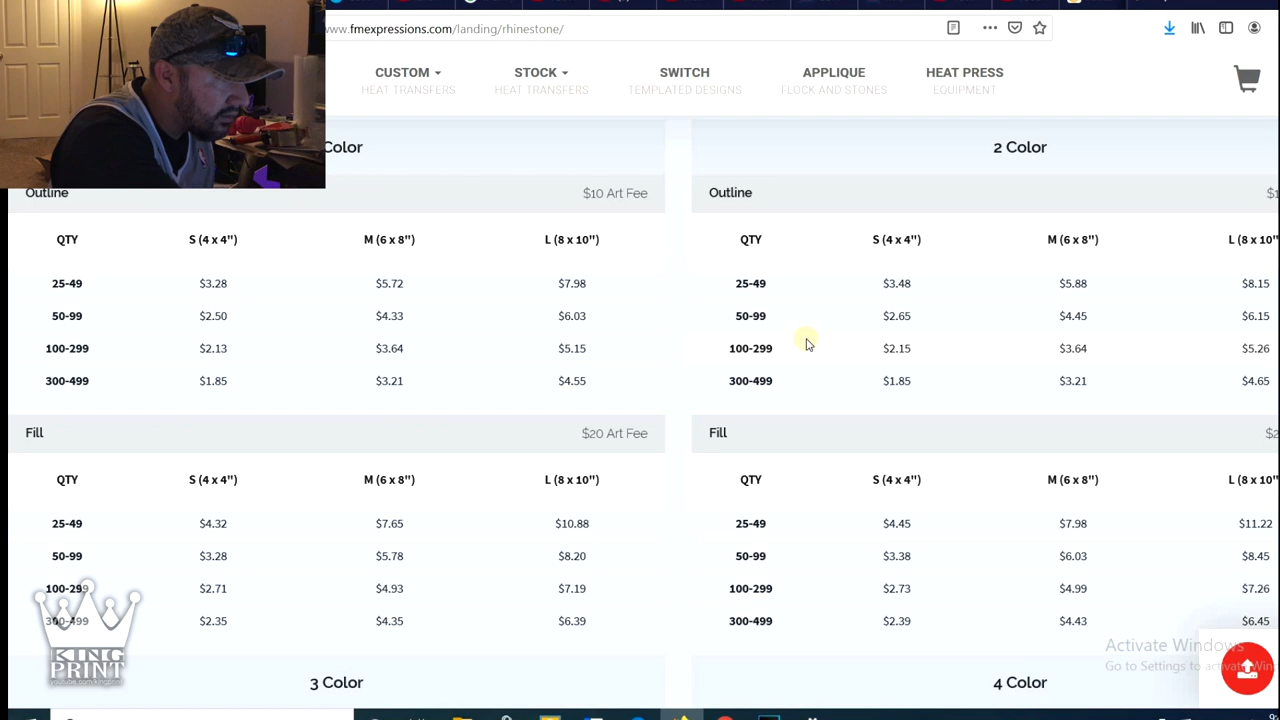 www.fmexpressions.com/landing/rhinestone/
CUSTOM STOCK SWITCH APPLIQUE HEAT PRESS
HEAT TRANSFERS HEAT TRANSFERS TEMPLATED DESIGNS FLOCK AND STONES EQUIPMENT
Color 2 Color
Outline $10 Art Fee Outline
QTY S (4 x 4") M (6 x 8") L (8 x 10") QTY S (4 x 4") M (6 x 8") L (8 x 10"
25-49 $3.28 $5.72 $7.98 25-49 $3.48 $5.88 $8.15
50-99 $2.50 $4.33 $6.03 50-99 $2.65 $4.45 $6.15
100-299 $2.13 $3.64 $5.15 100-299 $2.15 $3.64 $5.26
300-499 $1.85 $3.21 $4.55 300-499 $1.85 $3.21 $4.65
Fill $20 Art Fee Fill
QTY S (4 x 4") M (6 x 8") L (8 x 10") QTY S (4 x 4") M (6 x 8") L (8 x 10"
25-49 $4.32 $7.65 $10.88 25-49 $4.45 $7.98 $11.22
50-99 $3.28 $5.78 $8.20 50-99 $3.38 $6.03 $8.45
100-299 $2.71 $4.93 $7.19 100-299 $2.73 $4.99 $7.26
300-499 $2.35 $4.35 $6.39 300-499 $2.39 $4.43 $6.45
KING
PRINT
youtube.com/kingprint
Activate Windows
Go to Settings to activate Win
3 Color 4 Color